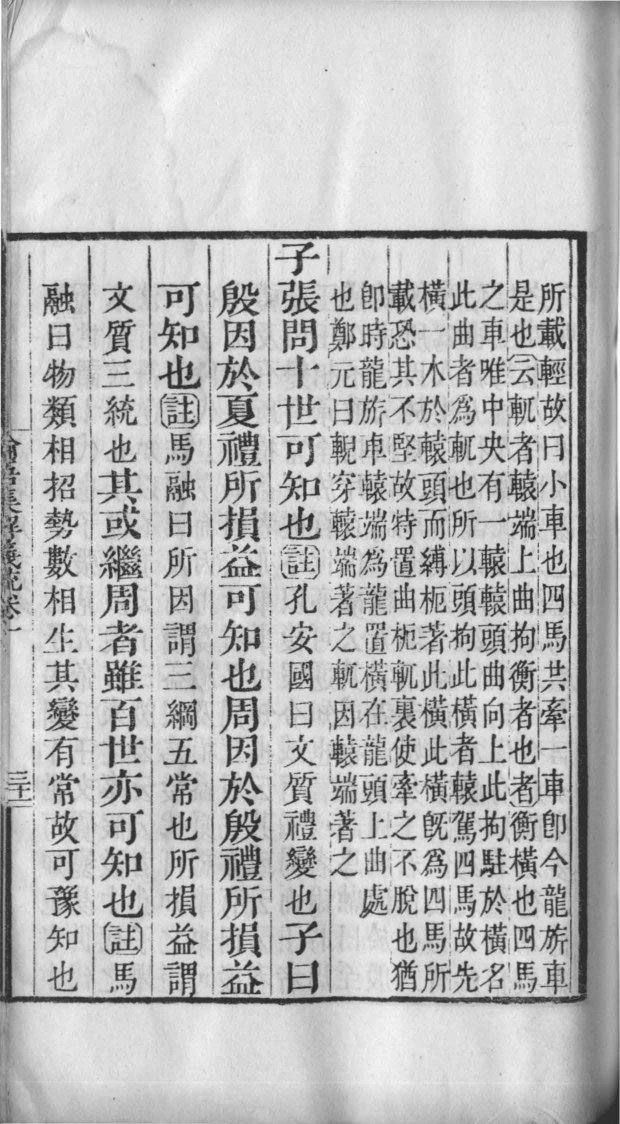 所載輕故曰小車也四馬共牽一車卽今龍旂車
是也云軏者轅端上曲拘衡者也者衡橫也四馬
之車唯中央有一轅轅頭曲向上此拘駐於橫名
此曲者爲軏也所以頭拘此橫者轅駕四馬故先
橫一木於轅頭而縛枙著此橫此橫旣爲四馬所
載恐其不堅故特置曲枙軏裏使牽之不脫也猶
卽時龍旂車轅端爲龍置橫在龍頭上曲處
也鄭元曰輗穿轅端著之軏因轅端著之
子張問十世可知也註孔安國曰文質禮變也子曰
殷因於夏禮所損益可知也周因於殷禮所損益
可知也註馬融曰所因謂三綱五常也所損益謂
文質三統也其或繼周者雖百世亦可知也註馬
融曰物類相招勢數相生其變有常故可豫知也
論語集解義疏卷一